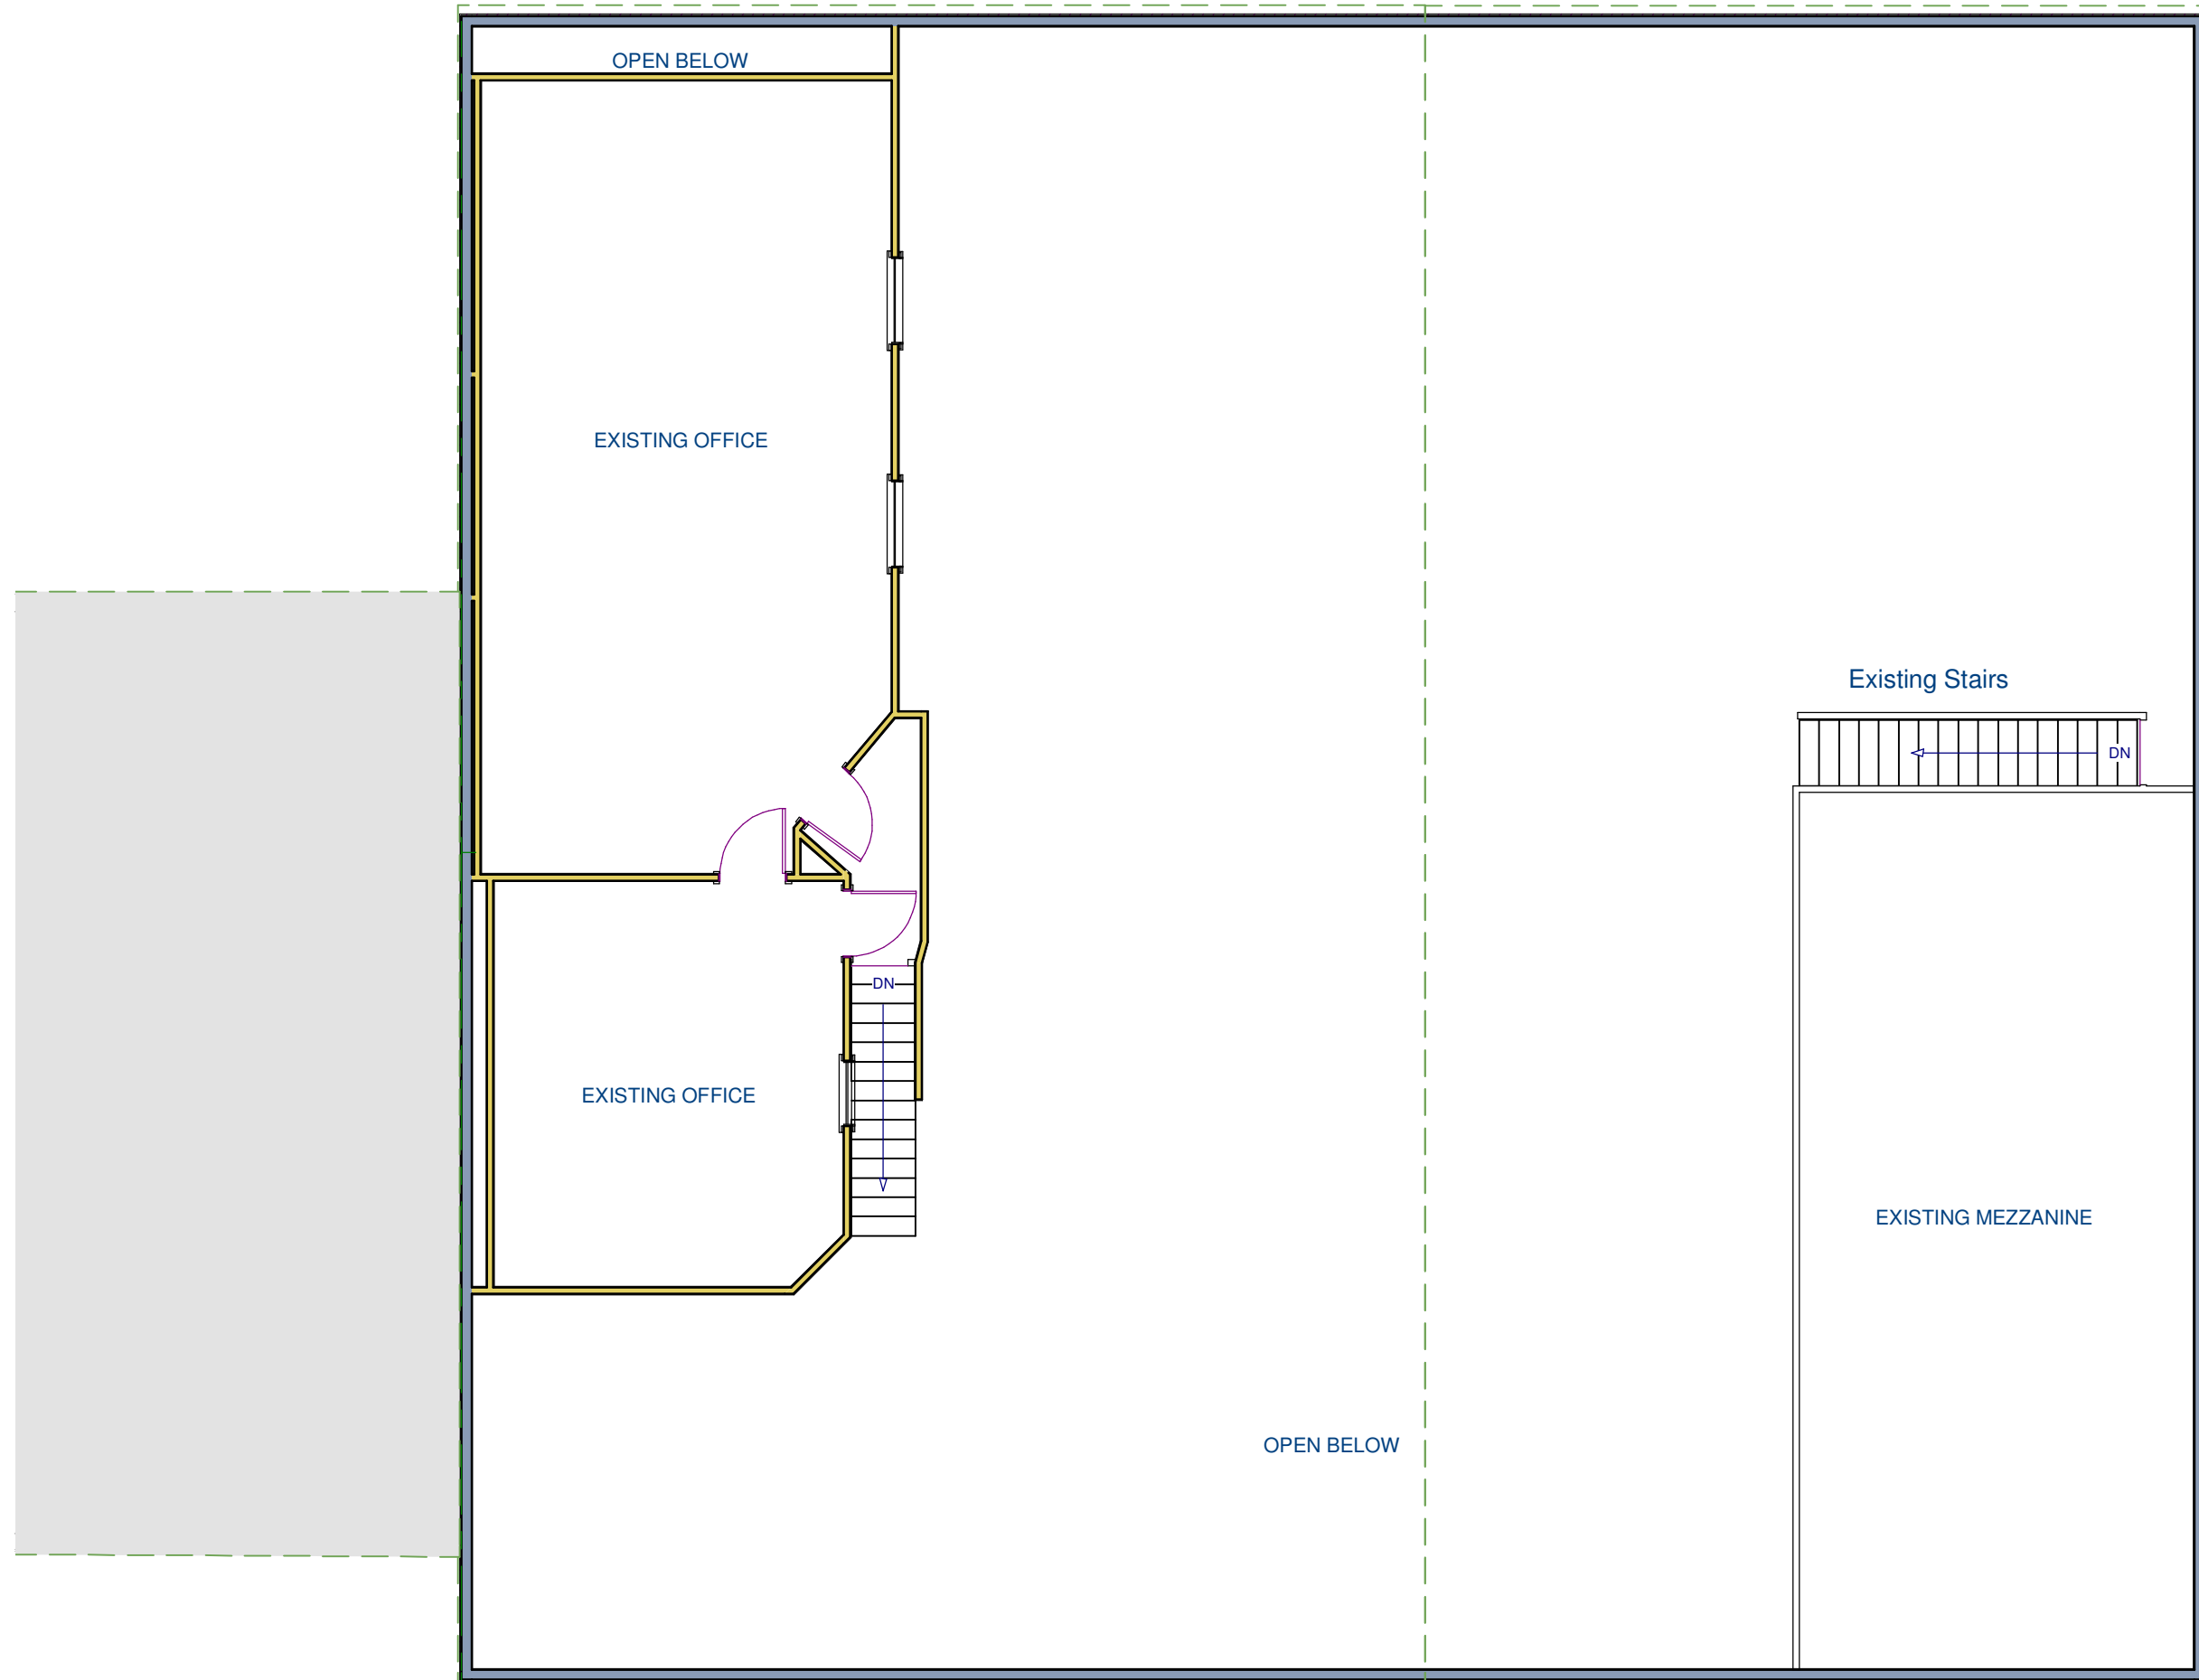 OPEN BELOW
EXISTING OFFICE
Existing Stairs
DN
DN
EXISTING OFFICE
EXISTING MEZZANINE
OPEN BELOW